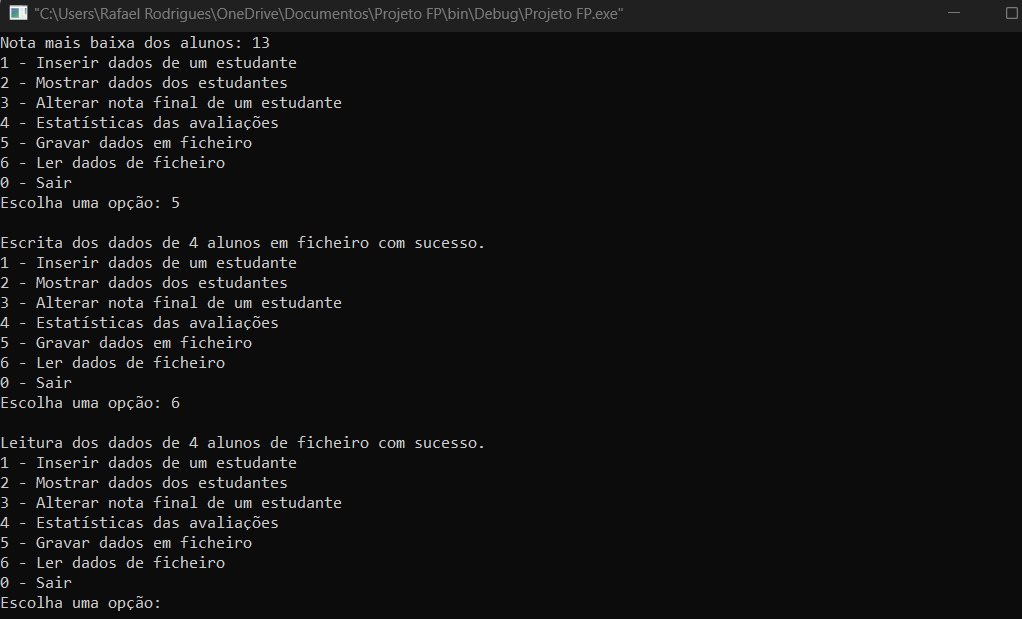 "C:\Users\Rafael Rodrigues\OneDrive\Documentos\Projeto FP\bin\Debug\Projeto FP.exe"
Nota mais baixa dos alunos: 13
1 - Inserir dados de um estudante
2 - Mostrar dados dos estudantes
3 - Alterar nota final de um estudante
4 - Estatísticas das avaliações
5 - Gravar dados em ficheiro
6 - Ler dados de ficheiro
0 - Sair
Escolha uma opção: 5
Escrita dos dados de 4 alunos em ficheiro com sucesso.
1 - Inserir dados de um estudante
2 - Mostrar dados dos estudantes
3 - Alterar nota final de um estudante
4 - Estatísticas das avaliações
5 - Gravar dados em ficheiro
6 - Ler dados de ficheiro
0 - Sair
Escolha uma opção: 6
Leitura dos dados de 4 alunos de ficheiro com sucesso.
1 - Inserir dados de um estudante
2 - Mostrar dados dos estudantes
3 - Alterar nota final de um estudante
4 - Estatísticas das avaliações
5 - Gravar dados em ficheiro
6 - Ler dados de ficheiro
0 - Sair
Escolha uma opção: